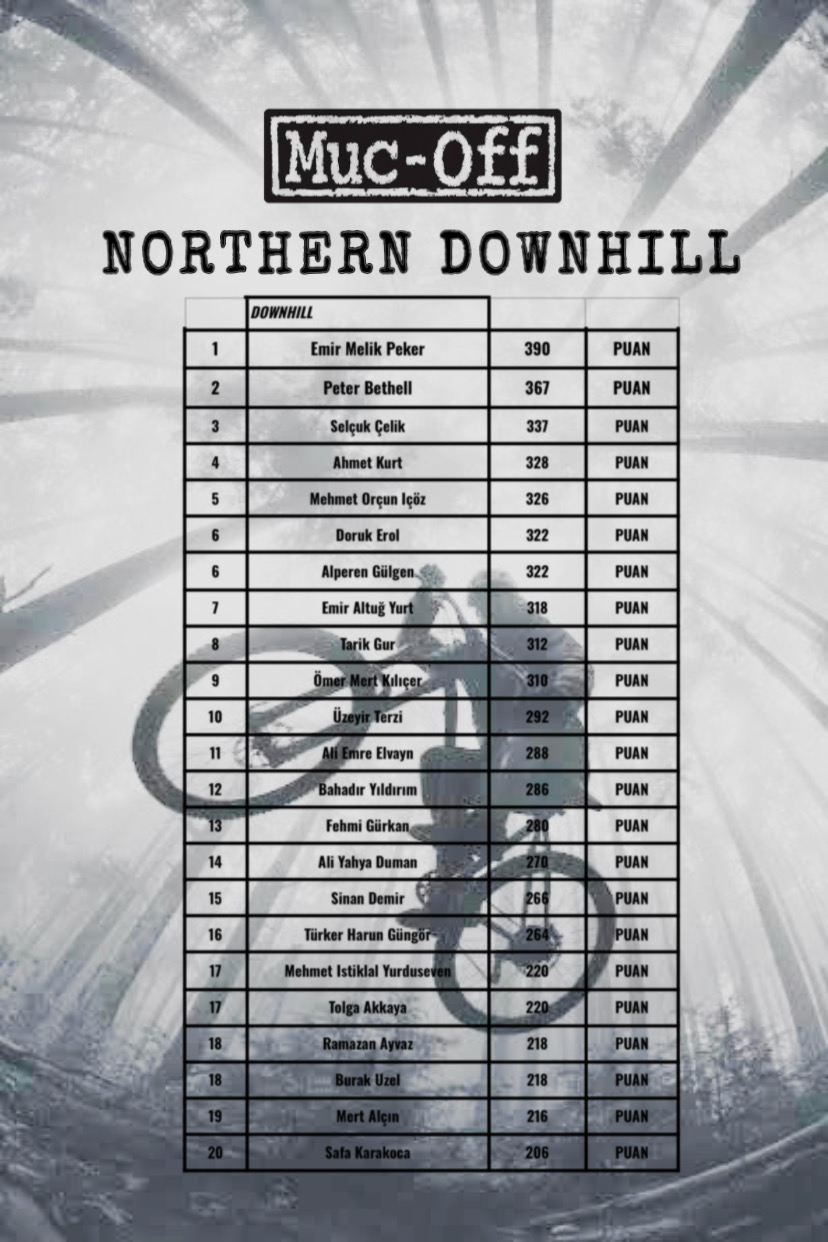 Muc-Off
NORTHERN DOWNHILL
DOWNHILL
1 Emir Melik Peker 390 PUAN
2 Peter Bethell 367 PUAN
3 Selçuk Çelik 337 PUAN
4 Ahmet Kurt 328 PUAN
5 Mehmet Orçun Içöz 326 PUAN
6 Doruk Erol 322 PUAN
6 Alperen Gülgen 322 PUAN
7 Emir Altuğ Yurt 318 PUAN
8 Tarik Gur 312 PUAN
9 Ömer Mert Kılıçer 310 PUAN
10 Üzeyir Terzi 292 PUAN
11 Ali Emre Elvayn 288 PUAN
12 Bahadır Yıldırım 286 PUAN
13 Fehmi Gürkan 280 PUAN
14 Ali Yahya Duman 270 PUAN
15 Sinan Demir 266 PUAN
16 Türker Harun Güngör 264 PUAN
17 Mehmet Istiklal Yurduseven 220 PUAN
17 Tolga Akkaya 220 PUAN
18 Ramazan Ayvaz 218 PUAN
18 Burak Uzel 218 PUAN
19 Mert Alçın 216 PUAN
20 Safa Karakoca 206 PUAN